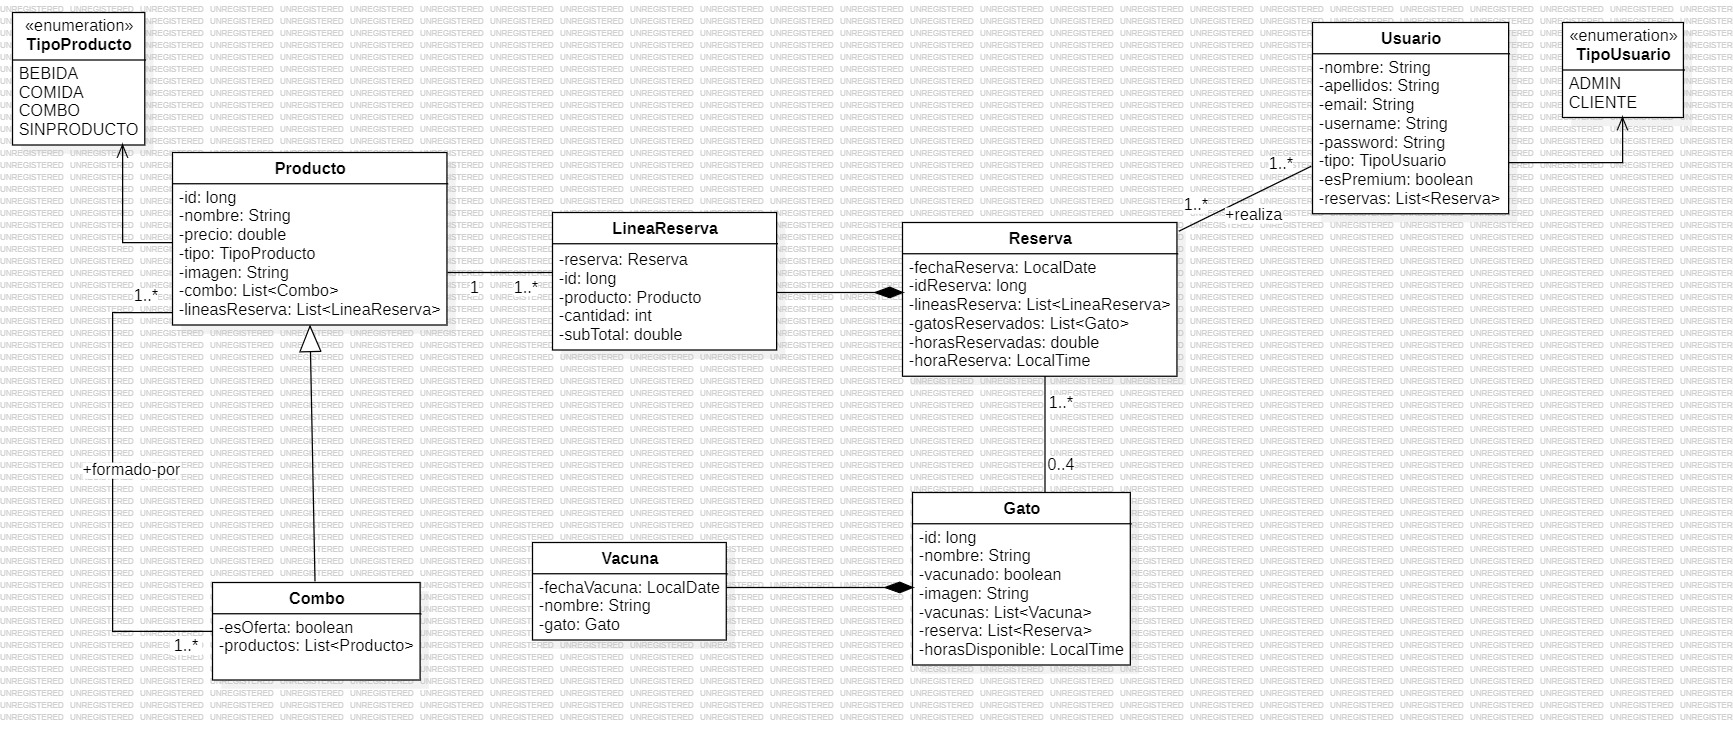 «enumeration»
TipoProducto
BEBIDA
COMIDA
COMBO
SINPRODUCTO
Producto
-id: long
-nombre: String
-precio: double
-tipo: TipoProducto
-imagen: String
-combo: List<Combo>
-lineasReserva: List<LineaReserva>
1..*
+formado-por
1..*
Combo
-esOferta: boolean
-productos: List<Producto>
1
1..*
LineaReserva
-reserva: Reserva
-id: long
-producto: Producto
-cantidad: int
-subTotal: double
Reserva
-fechaReserva: LocalDate
-idReserva: long
-lineasReserva: List<LineaReserva>
-gatosReservados: List<Gato>
-horasReservadas: double
-horaReserva: LocalTime
1..*
1..*
+realiza
Usuario
-nombre: String
-apellidos: String
-email: String
-username: String
-password: String
-tipo: TipoUsuario
-esPremium: boolean
-reservas: List<Reserva>
«enumeration»
TipoUsuario
ADMIN
CLIENTE
1..*
0..4
Gato
-id: long
-nombre: String
-vacunado: boolean
-imagen: String
-vacunas: List<Vacuna>
-reserva: List<Reserva>
-horasDisponible: LocalTime
Vacuna
-fechaVacuna: LocalDate
-nombre: String
-gato: Gato
UNREGISTERED